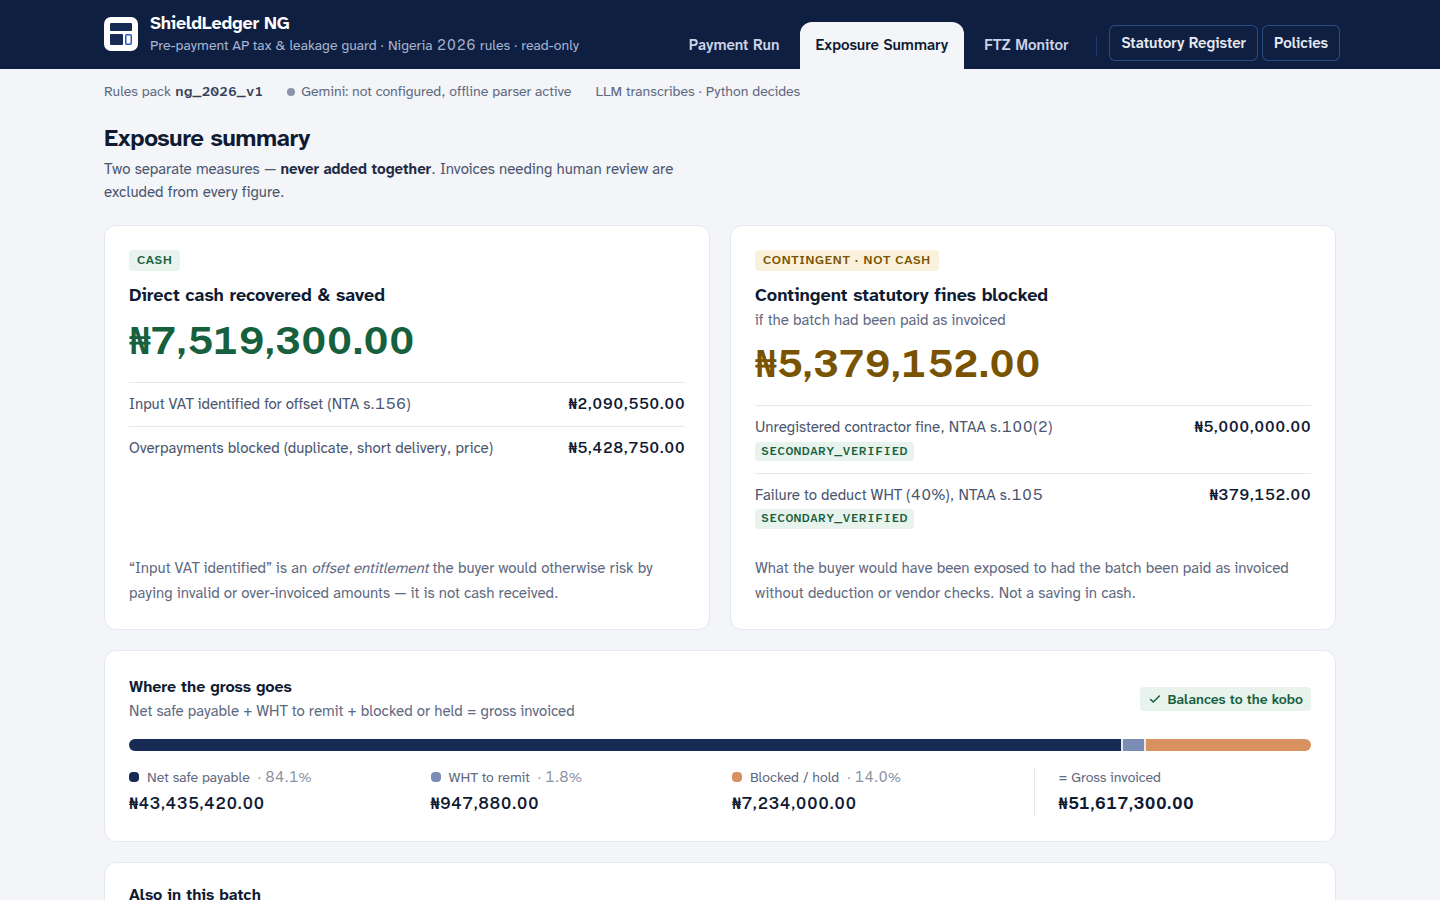 ShieldLedger NG
Pre-payment AP tax & leakage guard · Nigeria 2026 rules · read-only
Payment Run
Exposure Summary
FTZ Monitor
Statutory Register
Policies
Rules pack ng_2026_v1
Gemini: not configured, offline parser active
LLM transcribes · Python decides
Exposure summary
Two separate measures — never added together. Invoices needing human review are
excluded from every figure.
CASH
Direct cash recovered & saved
₦7,519,300.00
Input VAT identified for offset (NTA s.156) ₦2,090,550.00
Overpayments blocked (duplicate, short delivery, price) ₦5,428,750.00
“Input VAT identified” is an offset entitlement the buyer would otherwise risk by
paying invalid or over-invoiced amounts — it is not cash received.
CONTINGENT · NOT CASH
Contingent statutory fines blocked
if the batch had been paid as invoiced
₦5,379,152.00
Unregistered contractor fine, NTAA s.100(2) ₦5,000,000.00
SECONDARY_VERIFIED
Failure to deduct WHT (40%), NTAA s.105 ₦379,152.00
SECONDARY_VERIFIED
What the buyer would have been exposed to had the batch been paid as invoiced
without deduction or vendor checks. Not a saving in cash.
Where the gross goes
Net safe payable + WHT to remit + blocked or held = gross invoiced
✓ Balances to the kobo
Net safe payable · 84.1%
₦43,435,420.00
WHT to remit · 1.8%
₦947,880.00
Blocked / hold · 14.0%
₦7,234,000.00
= Gross invoiced
₦51,617,300.00
Also in this batch